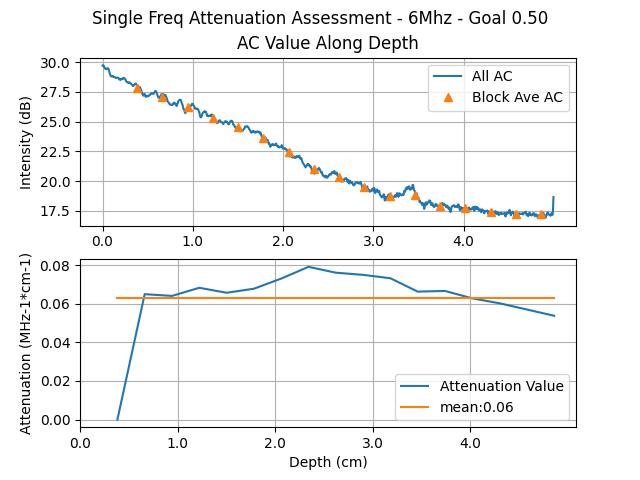 Single Freq Attenuation Assessment - 6Mhz - Goal 0.50
AC Value Along Depth
Intensity (dB)
30.0
27.5
25.0
22.5
20.0
17.5
All AC
Block Ave AC
0.0 1.0 2.0 3.0 4.0
Attenuation (MHz-1*cm-1)
0.08
0.06
0.04
0.02
0.00
Attenuation Value
mean:0.06
0.0 1.0 2.0 3.0 4.0
Depth (cm)